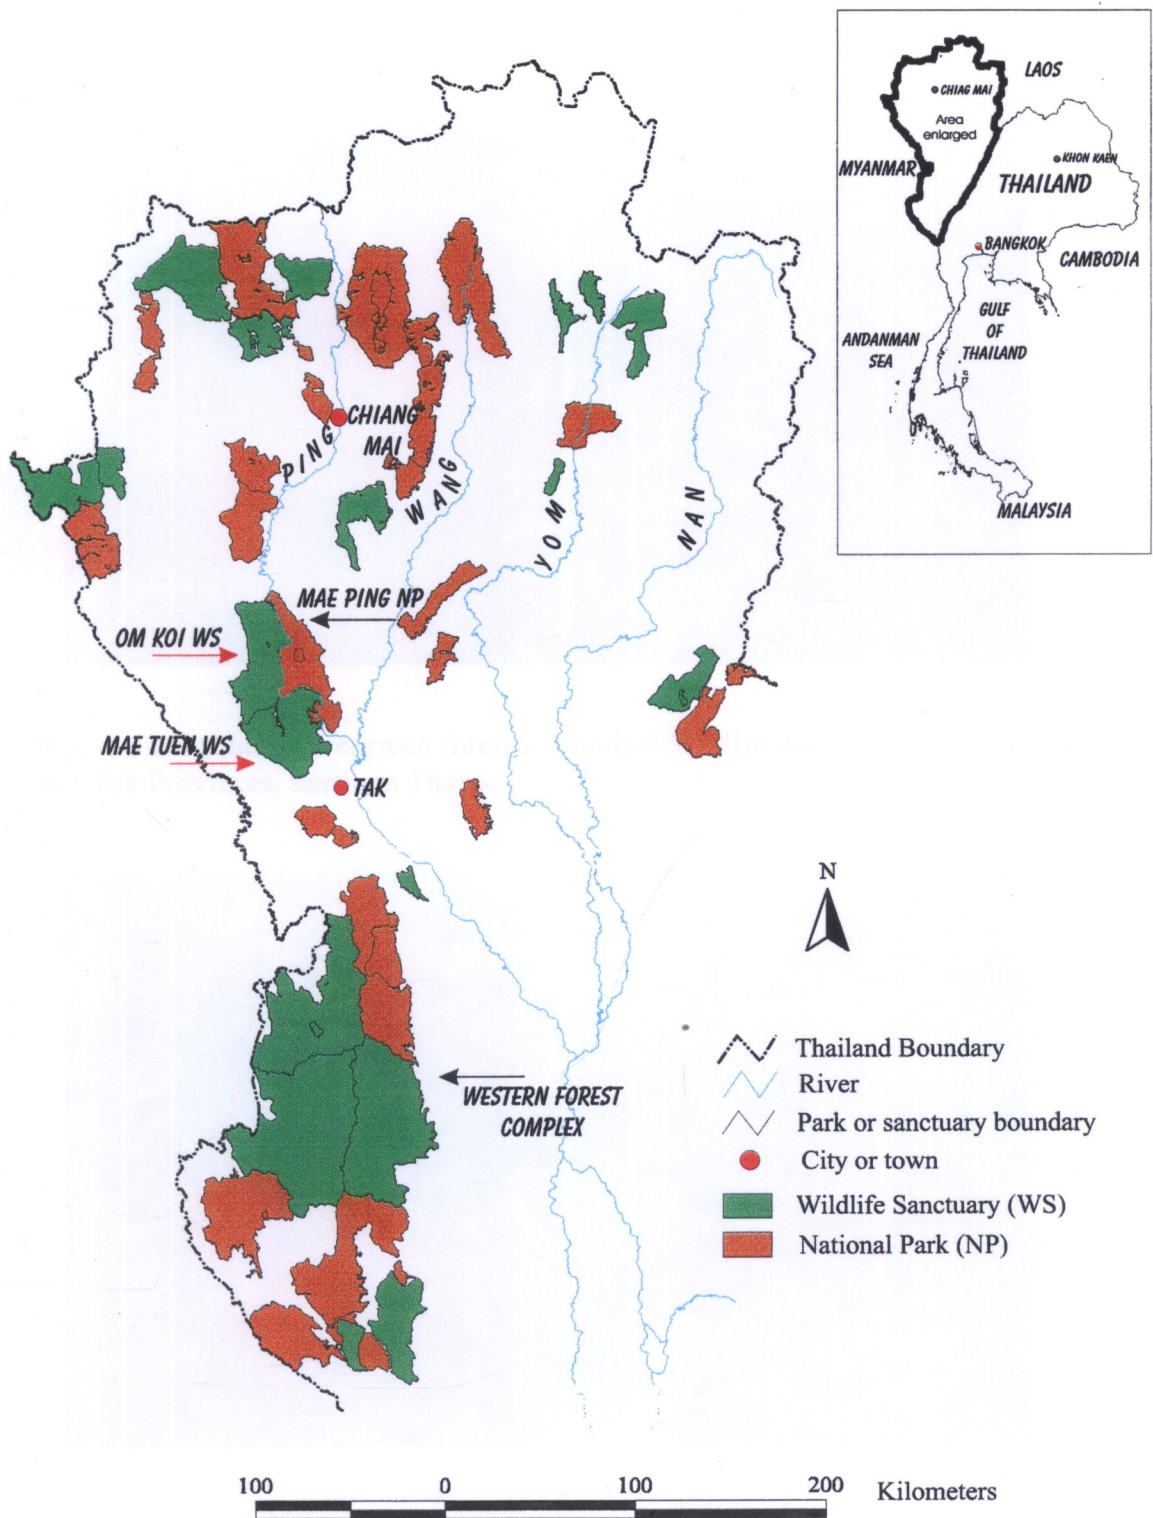 LAOS
CHIAG MAI
Area
enlarged
MYANMAR
KHON KAEN
THAILAND
BANGKOK
CAMBODIA
GULF
OF
THAILAND
ANDANMAN
SEA
MALAYSIA
CHIANG
MAI
PING
WANG
YOM
NAN
MAE PING NP
OM KOI WS
MAE TUEN WS
TAK
WESTERN FOREST
COMPLEX
N
Thailand Boundary
River
Park or sanctuary boundary
City or town
Wildlife Sanctuary (WS)
National Park (NP)
100 0 100 200 Kilometers